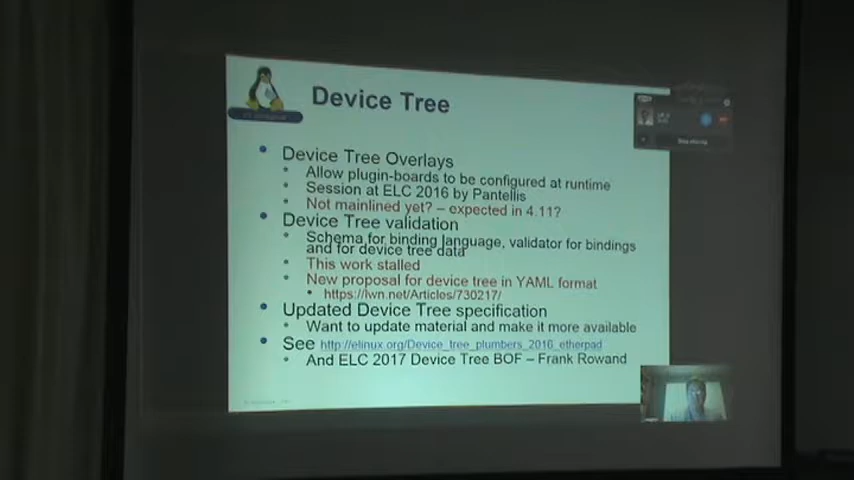 Device Tree
Device Tree Overlays
Allow plugin-boards to be configured at runtime
Session at ELC 2016 by Pantellis
Not mainlined yet? – expected in 4.11?
Device Tree validation
Schema for binding language, validator for bindings
and for device tree data
This work stalled
New proposal for device tree in YAML format
https://lwn.net/Articles/730217/
Updated Device Tree specification
Want to update material and make it more available
See http://elinux.org/Device_tree_plumbers_2016_etherpad
And ELC 2017 Device Tree BOF – Frank Rowand